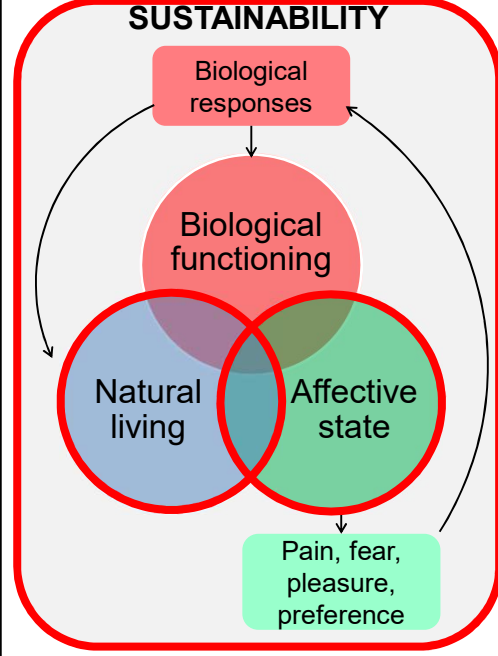 SUSTAINABILITY
Biological
responses
Biological
functioning
Natural
living
Affective
state
Pain, fear,
pleasure,
preference